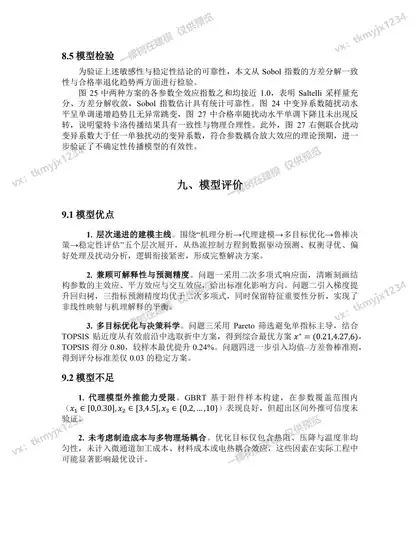 8.5 模型检验
为验证上述敏感性与稳定性结论的可靠性，本文从 Sobol 指数的方差分解一致
性与合格率退化趋势两方面进行检验。
图 25 中两种方案的各参数全效应指数之和均接近 1.0，表明 Saltelli 采样量充
分、方差分解收敛，Sobol 指数估计具有统计可靠性。图 24 中变异系数随扰动水
平呈单调递增趋势且无异常跳变，图 27 中合格率随扰动水平单调下降且未出现反
转，说明蒙特卡洛传播结果具有一致性与物理合理性。此外，图 27 右侧联合扰动
变异系数大于任一单独扰动的变异系数，符合参数耦合放大效应的理论预期，进一
步验证了不确定性传播模型的有效性。
九、模型评价
9.1 模型优点
1. 层次递进的建模主线。围绕“机理分析→代理建模→多目标优化→鲁棒决
策→稳定性评估”五个层次展开，从热流控制方程到数据驱动预测、权衡寻优、偏
好处理及扰动分析，逻辑衔接紧密，形成完整解决方案。
2. 兼顾可解释性与预测精度。问题一采用二次多项式响应面，清晰刻画结
构参数的主效应、平方效应与交互效应，给出标准化影响方向。问题二引入梯度提
升回归树，三指标预测精度均优于二次多项式，同时保留特征重要性分析，实现了
非线性映射与机理解释的平衡。
3. 多目标优化与决策科学。问题三采用 Pareto 筛选避免单指标主导，结合
TOPSIS 贴近度从有效前沿中选取折中方案，得到综合最优方案 x* = (0.21,4.27,6)，
TOPSIS 得分 0.80，较样本最优提升 0.24%。问题四进一步引入均值–方差鲁棒准则，
得到评分标准差仅 0.03 的稳定方案。
9.2 模型不足
1. 代理模型外推能力受限。GBRT 基于附件样本构建，在参数覆盖范围内
（x₁ ∈ [0,0.30], x₂ ∈ [3,4.5], x₃ ∈ {0,2,…,10}）表现良好，但超出区间外推可信度未
验证。
2. 未考虑制造成本与多物理场耦合。优化目标仅包含热阻、压降与温度非均
匀性，未计入微通道加工成本、材料成本或电热耦合效应，这些因素在实际工程中
可能显著影响最优设计。
vx: tkmyjx1234